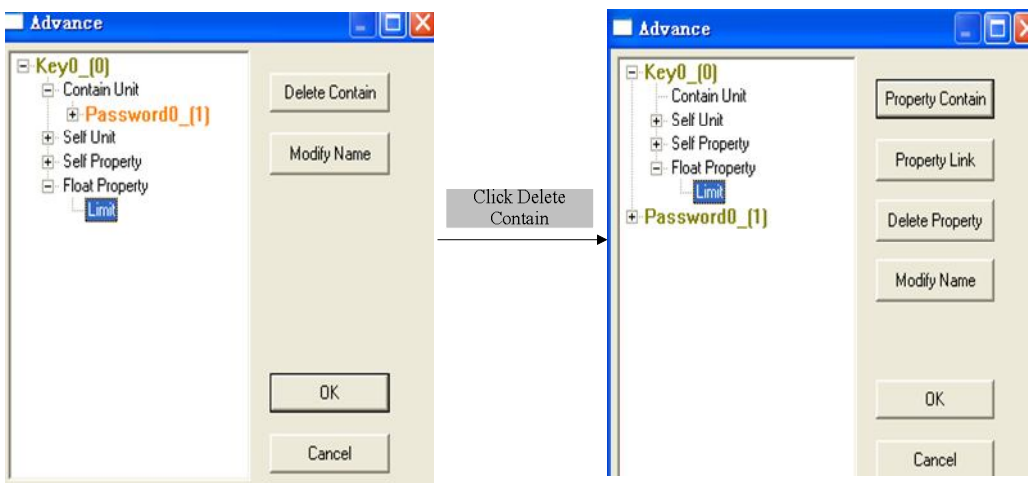 Advance
Key0_(0)
Contain Unit
Password0_(1)
Self Unit
Self Property
Float Property
Limit
Delete Contain
Modify Name
OK
Cancel
Click Delete
Contain
Advance
Key0_(0)
Contain Unit
Self Unit
Self Property
Float Property
Limit
Password0_(1)
Property Contain
Property Link
Delete Property
Modify Name
OK
Cancel